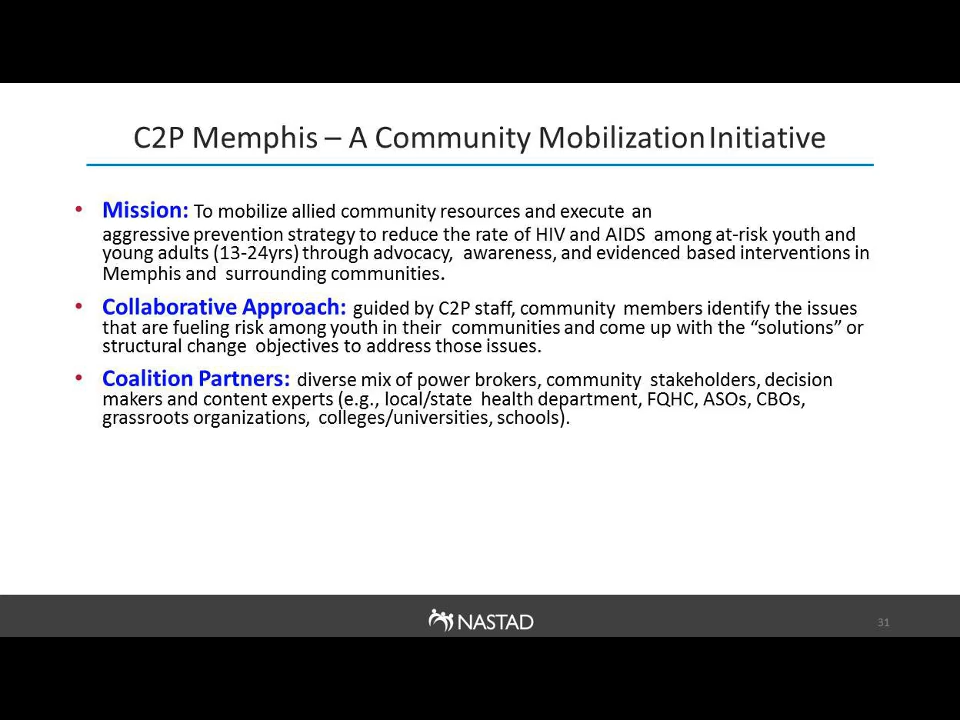 C2P Memphis – A Community Mobilization Initiative
• Mission: To mobilize allied community resources and execute an
aggressive prevention strategy to reduce the rate of HIV and AIDS among at-risk youth and
young adults (13-24yrs) through advocacy, awareness, and evidenced based interventions in
Memphis and surrounding communities.
• Collaborative Approach: guided by C2P staff, community members identify the issues
that are fueling risk among youth in their communities and come up with the “solutions” or
structural change objectives to address those issues.
• Coalition Partners: diverse mix of power brokers, community stakeholders, decision
makers and content experts (e.g., local/state health department, FQHC, ASOs, CBOs,
grassroots organizations, colleges/universities, schools).
NASTAD
31